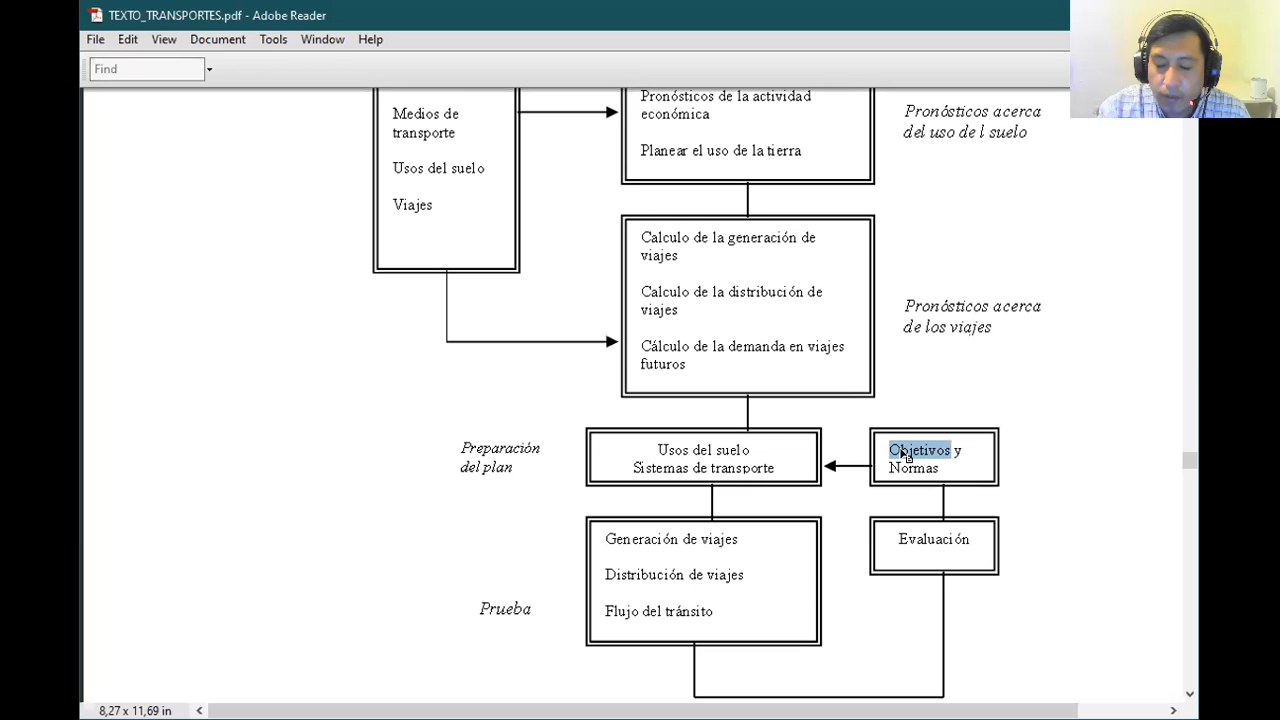 TEXTO_TRANSPORTES.pdf - Adobe Reader
File Edit View Document Tools Window Help
Find
Medios de
transporte
Usos del suelo
Viajes
Pronósticos de la actividad
económica
Planear el uso de la tierra
Pronósticos acerca
del uso de l suelo
Calculo de la generación de
viajes
Calculo de la distribución de
viajes
Cálculo de la demanda en viajes
futuros
Pronósticos acerca
de los viajes
Preparación
del plan
Usos del suelo
Sistemas de transporte
Objetivos y
Normas
Prueba
Generación de viajes
Distribución de viajes
Flujo del tránsito
Evaluación
8,27 x 11,69 in